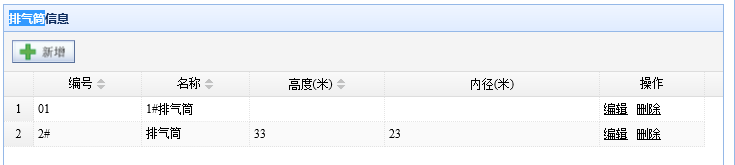 排气筒信息
新增
编号 名称 高度(米) 内径(米) 操作
1 01 1#排气筒 编辑 删除
2 2# 排气筒 33 23 编辑 删除